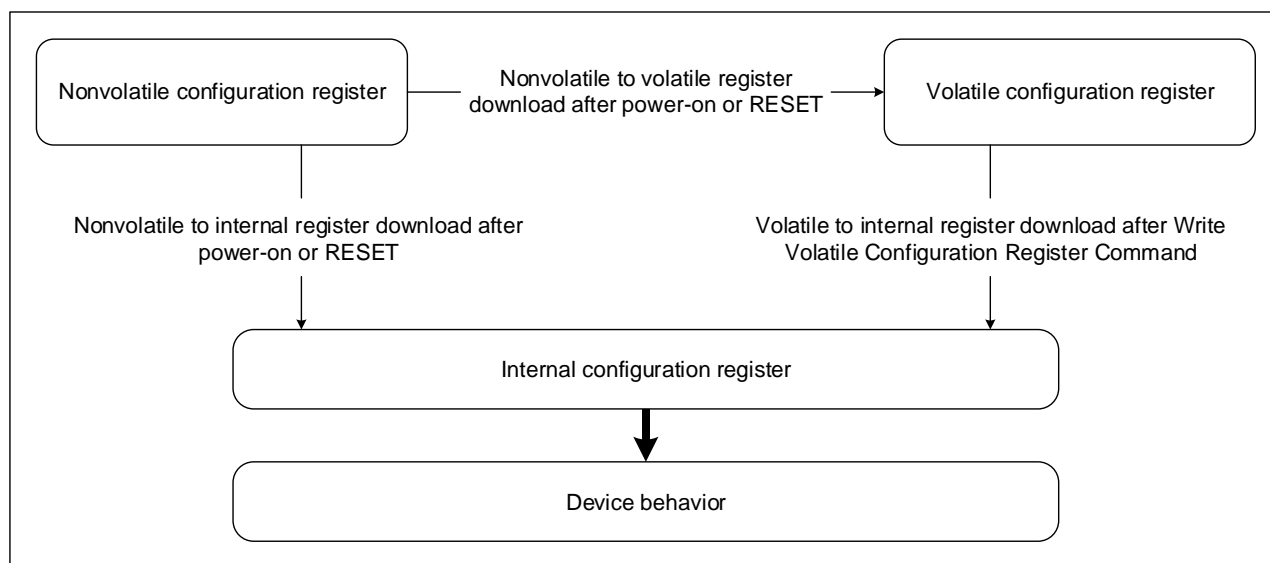 Nonvolatile configuration register
Nonvolatile to volatile register
download after power-on or RESET
Volatile configuration register
Nonvolatile to internal register download after
power-on or RESET
Volatile to internal register download after Write
Volatile Configuration Register Command
Internal configuration register
Device behavior